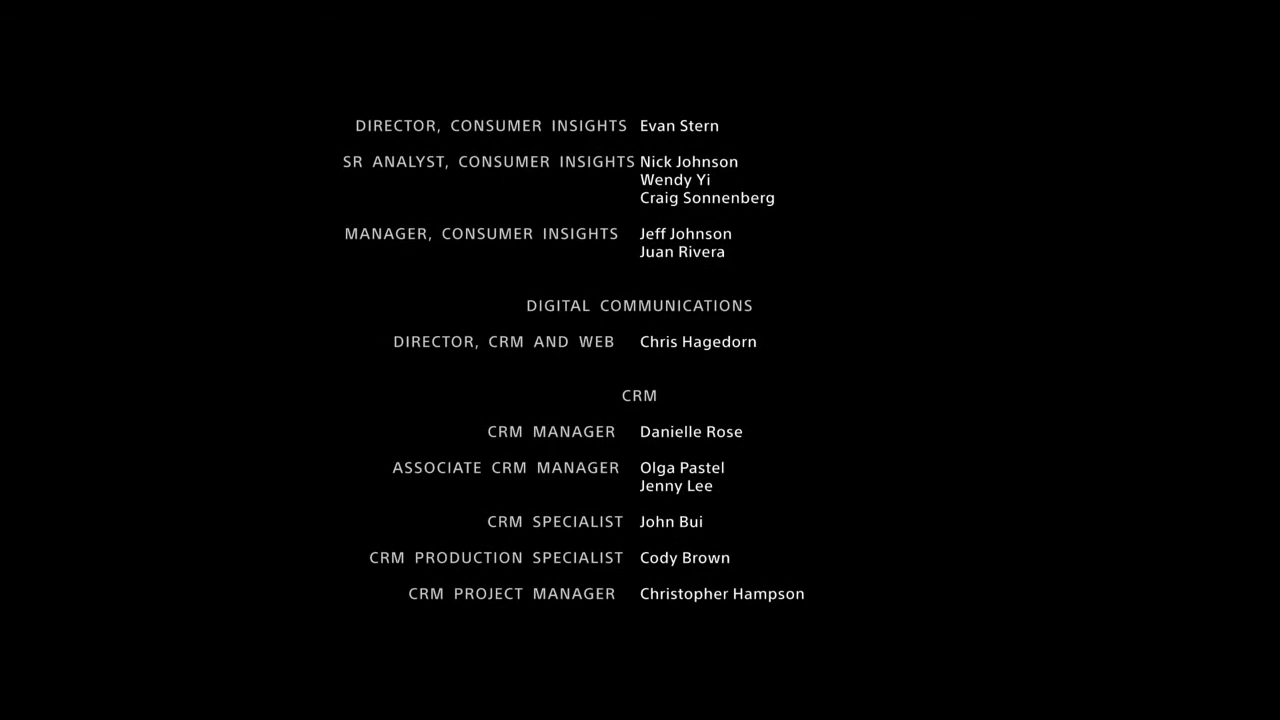 DIRECTOR, CONSUMER INSIGHTS Evan Stern
SR ANALYST, CONSUMER INSIGHTS Nick Johnson
Wendy Yi
Craig Sonnenberg
MANAGER, CONSUMER INSIGHTS Jeff Johnson
Juan Rivera
DIGITAL COMMUNICATIONS
DIRECTOR, CRM AND WEB Chris Hagedorn
CRM
CRM MANAGER Danielle Rose
ASSOCIATE CRM MANAGER Olga Pastel
Jenny Lee
CRM SPECIALIST John Bui
CRM PRODUCTION SPECIALIST Cody Brown
CRM PROJECT MANAGER Christopher Hampson